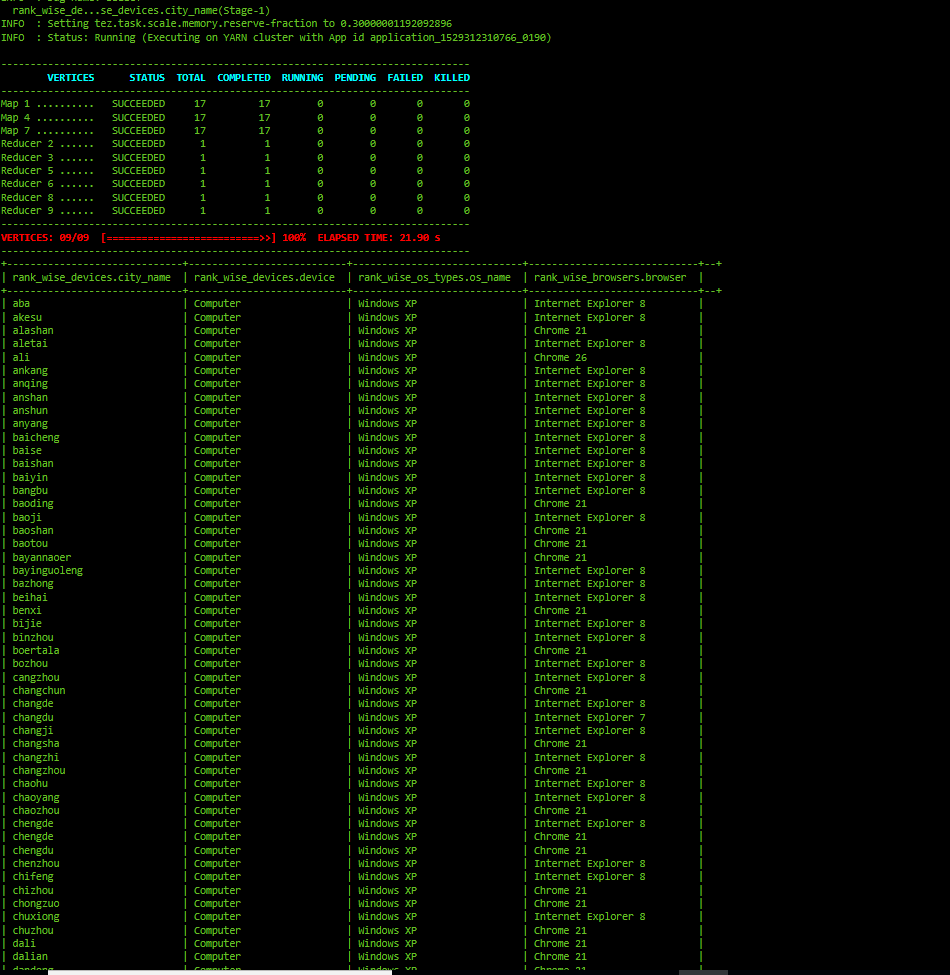 rank_wise_de...se_devices.city_name(Stage-1)
INFO  : Setting tez.task.scale.memory.reserve-fraction to 0.30000001192092896
INFO  : Status: Running (Executing on YARN cluster with App id application_1529312310766_0190)
--------------------------------------------------------------------------------
        VERTICES      STATUS  TOTAL  COMPLETED  RUNNING  PENDING  FAILED  KILLED
--------------------------------------------------------------------------------
Map 1 ..........   SUCCEEDED     17         17        0        0       0       0
Map 4 ..........   SUCCEEDED     17         17        0        0       0       0
Map 7 ..........   SUCCEEDED     17         17        0        0       0       0
Reducer 2 ......   SUCCEEDED      1          1        0        0       0       0
Reducer 3 ......   SUCCEEDED      1          1        0        0       0       0
Reducer 5 ......   SUCCEEDED      1          1        0        0       0       0
Reducer 6 ......   SUCCEEDED      1          1        0        0       0       0
Reducer 8 ......   SUCCEEDED      1          1        0        0       0       0
Reducer 9 ......   SUCCEEDED      1          1        0        0       0       0
--------------------------------------------------------------------------------
VERTICES: 09/09  [==========================>>] 100%  ELAPSED TIME: 21.90 s
--------------------------------------------------------------------------------
+------------------------------+---------------------------+-----------------------------+-----------------------------+--+
| rank_wise_devices.city_name | rank_wise_devices.device | rank_wise_os_types.os_name | rank_wise_browsers.browser |
+------------------------------+---------------------------+-----------------------------+-----------------------------+--+
| aba | Computer | Windows XP | Internet Explorer 8 |
| akesu | Computer | Windows XP | Internet Explorer 8 |
| alashan | Computer | Windows XP | Chrome 21 |
| aletai | Computer | Windows XP | Internet Explorer 8 |
| ali | Computer | Windows XP | Chrome 26 |
| ankang | Computer | Windows XP | Internet Explorer 8 |
| anqing | Computer | Windows XP | Internet Explorer 8 |
| anshan | Computer | Windows XP | Internet Explorer 8 |
| anshun | Computer | Windows XP | Internet Explorer 8 |
| anyang | Computer | Windows XP | Internet Explorer 8 |
| baicheng | Computer | Windows XP | Internet Explorer 8 |
| baise | Computer | Windows XP | Internet Explorer 8 |
| baishan | Computer | Windows XP | Internet Explorer 8 |
| baiyin | Computer | Windows XP | Internet Explorer 8 |
| bangbu | Computer | Windows XP | Internet Explorer 8 |
| baoding | Computer | Windows XP | Chrome 21 |
| baoji | Computer | Windows XP | Internet Explorer 8 |
| baoshan | Computer | Windows XP | Chrome 21 |
| baotou | Computer | Windows XP | Chrome 21 |
| bayannaoer | Computer | Windows XP | Chrome 21 |
| bayinguoleng | Computer | Windows XP | Internet Explorer 8 |
| bazhong | Computer | Windows XP | Internet Explorer 8 |
| beihai | Computer | Windows XP | Internet Explorer 8 |
| benxi | Computer | Windows XP | Chrome 21 |
| bijie | Computer | Windows XP | Internet Explorer 8 |
| binzhou | Computer | Windows XP | Internet Explorer 8 |
| boertala | Computer | Windows XP | Chrome 21 |
| bozhou | Computer | Windows XP | Internet Explorer 8 |
| cangzhou | Computer | Windows XP | Internet Explorer 8 |
| changchun | Computer | Windows XP | Chrome 21 |
| changde | Computer | Windows XP | Internet Explorer 8 |
| changdu | Computer | Windows XP | Internet Explorer 7 |
| changji | Computer | Windows XP | Internet Explorer 8 |
| changsha | Computer | Windows XP | Chrome 21 |
| changzhi | Computer | Windows XP | Internet Explorer 8 |
| changzhou | Computer | Windows XP | Chrome 21 |
| chaohu | Computer | Windows XP | Internet Explorer 8 |
| chaoyang | Computer | Windows XP | Internet Explorer 8 |
| chaozhou | Computer | Windows XP | Chrome 21 |
| chengde | Computer | Windows XP | Internet Explorer 8 |
| chengde | Computer | Windows XP | Chrome 21 |
| chengdu | Computer | Windows XP | Chrome 21 |
| chenzhou | Computer | Windows XP | Internet Explorer 8 |
| chifeng | Computer | Windows XP | Internet Explorer 8 |
| chizhou | Computer | Windows XP | Chrome 21 |
| chongzuo | Computer | Windows XP | Chrome 21 |
| chuxiong | Computer | Windows XP | Internet Explorer 8 |
| chuzhou | Computer | Windows XP | Chrome 21 |
| dali | Computer | Windows XP | Chrome 21 |
| dalian | Computer | Windows XP | Chrome 21 |